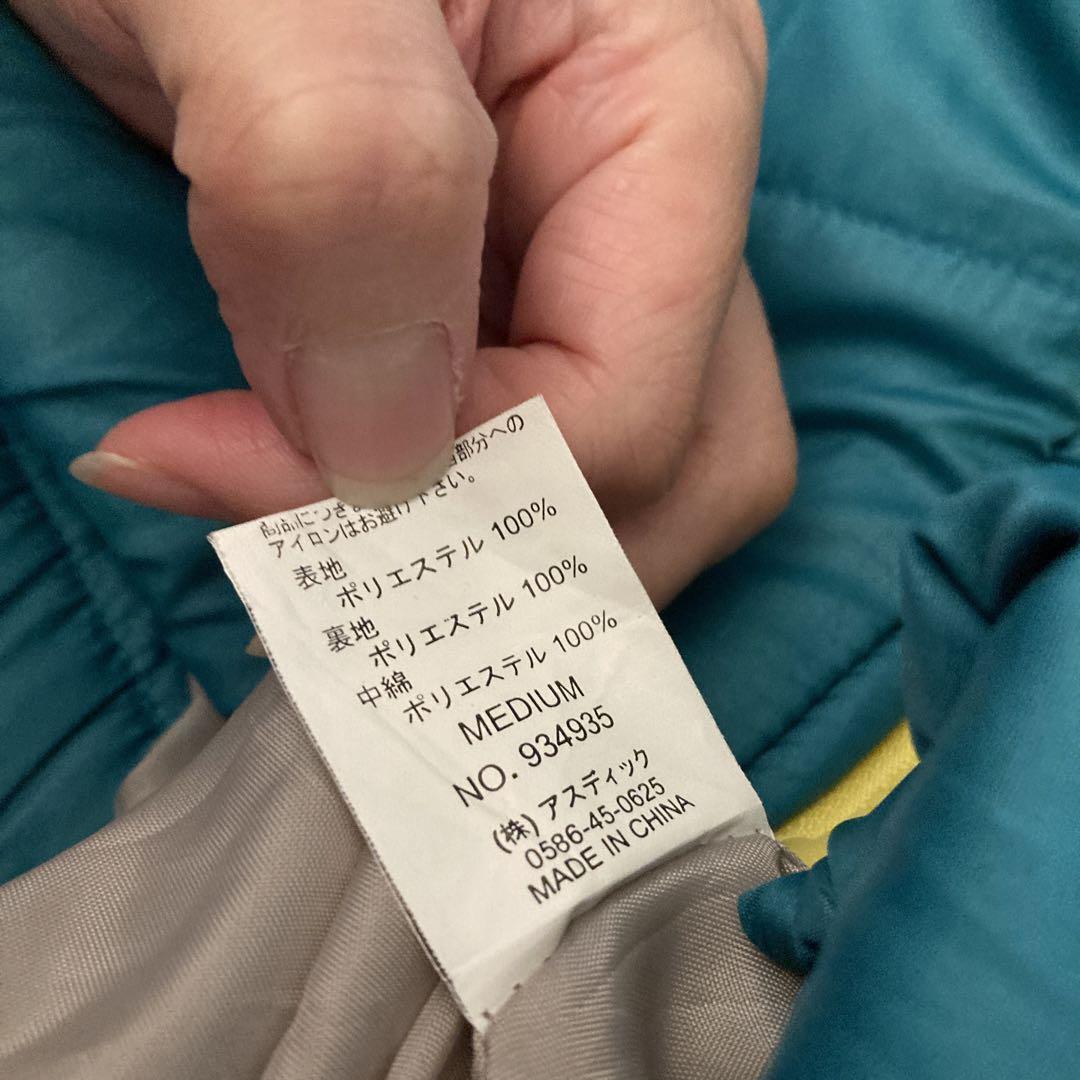 部分への
アイロンはお避け下さい。
表地
ポリエステル 100%
裏地
ポリエステル 100%
中綿
ポリエステル 100%
MEDIUM
NO. 934935
(株) アスディック
0586-45-0625
MADE IN CHINA